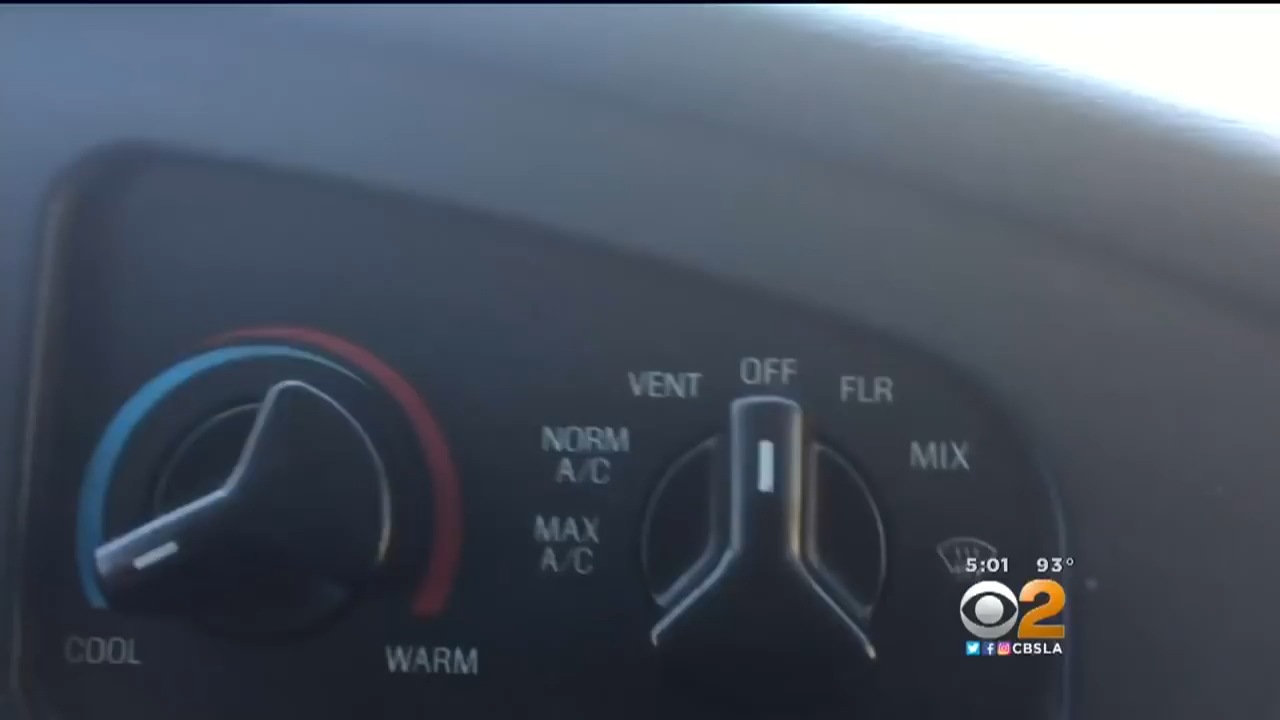 OFF
VENT
FLR
NORM
A/C
MIX
MAX
A/C
5:01 93°
2
CBSLA
COOL
WARM